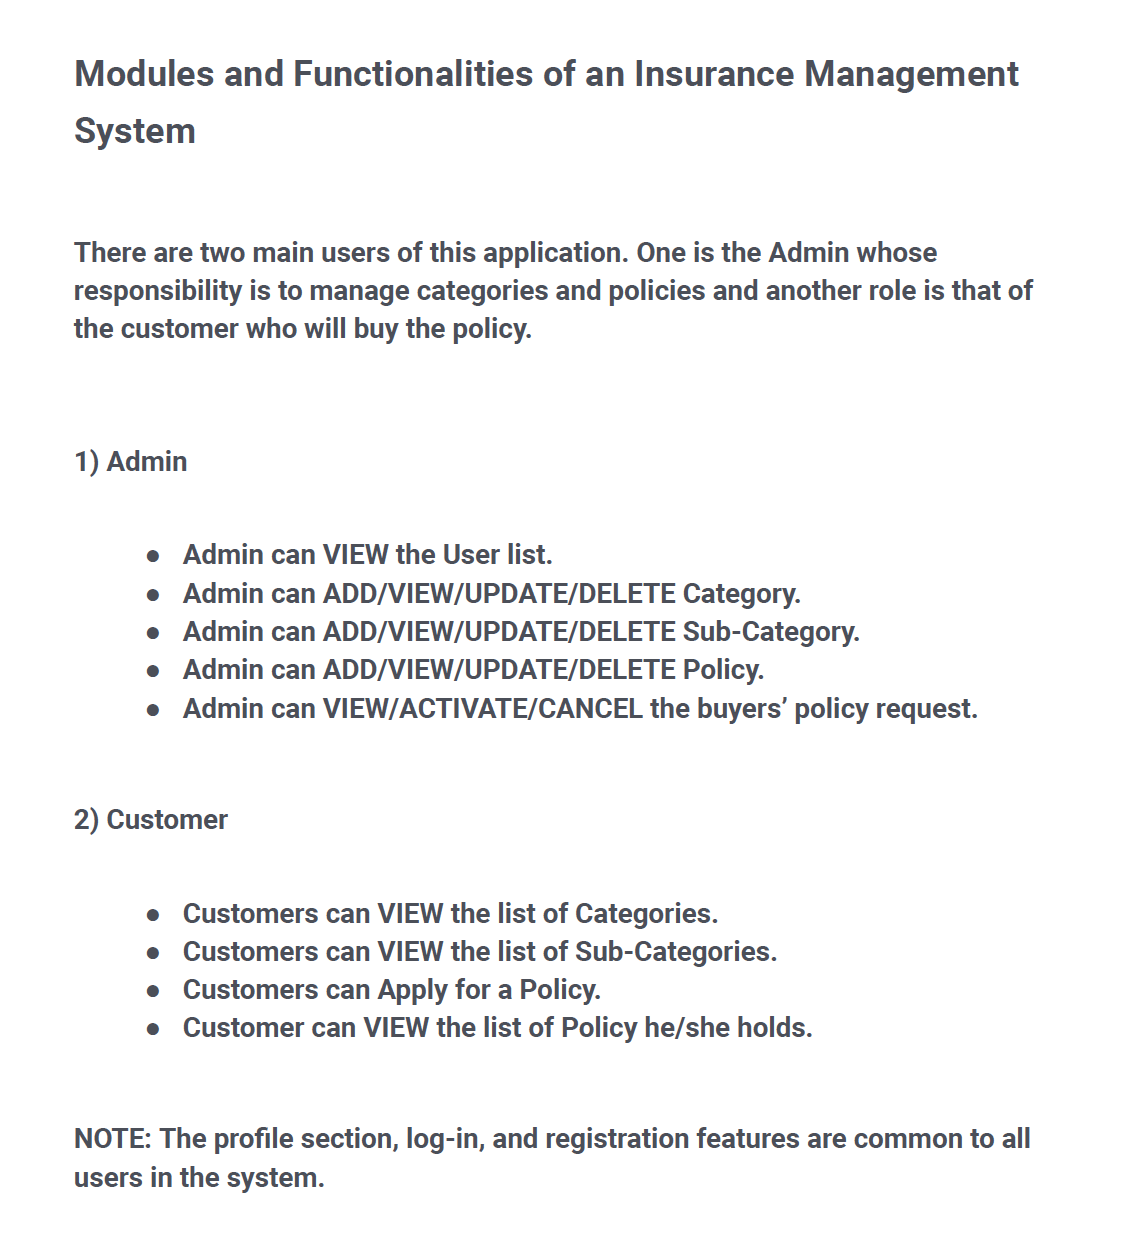 Modules and Functionalities of an Insurance Management
System
There are two main users of this application. One is the Admin whose
responsibility is to manage categories and policies and another role is that of
the customer who will buy the policy.
1) Admin
● Admin can VIEW the User list.
● Admin can ADD/VIEW/UPDATE/DELETE Category.
● Admin can ADD/VIEW/UPDATE/DELETE Sub-Category.
● Admin can ADD/VIEW/UPDATE/DELETE Policy.
● Admin can VIEW/ACTIVATE/CANCEL the buyers’ policy request.
2) Customer
● Customers can VIEW the list of Categories.
● Customers can VIEW the list of Sub-Categories.
● Customers can Apply for a Policy.
● Customer can VIEW the list of Policy he/she holds.
NOTE: The profile section, log-in, and registration features are common to all
users in the system.